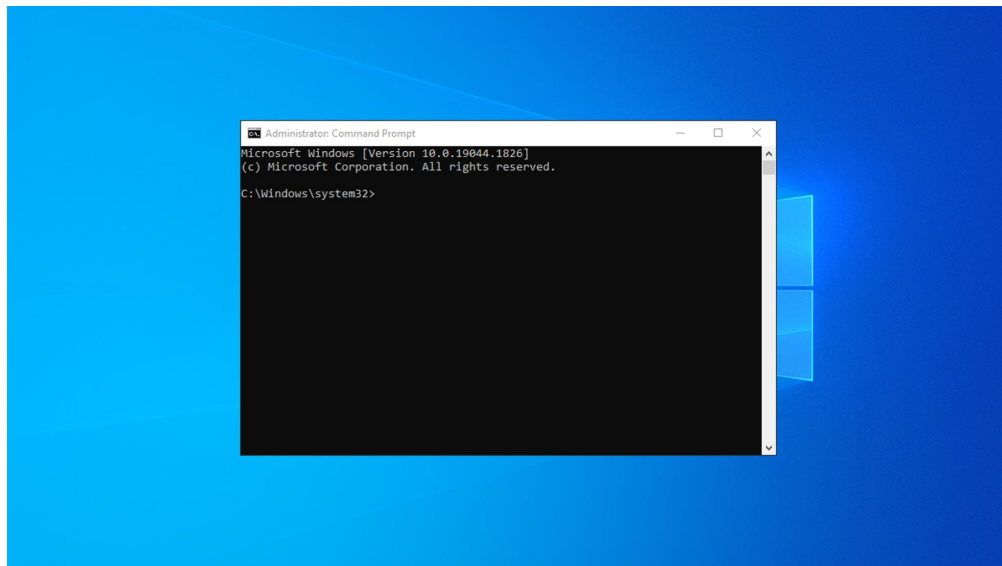 Administrator: Command Prompt
Microsoft Windows [Version 10.0.19044.1826]
(c) Microsoft Corporation. All rights reserved.
C:\Windows\system32>